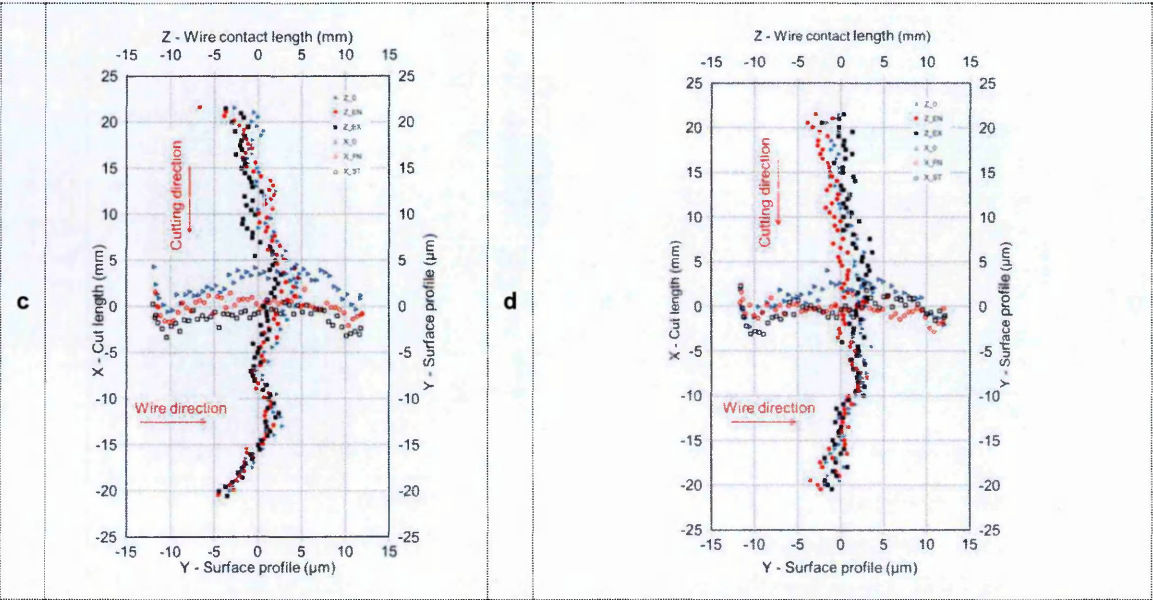 c
Z - Wire contact length (mm)
-15 -10 -5 0 5 10 15
25 25
20 20
15 15
10 10
5 5
0 0
-5 -5
-10 -10
-15 -15
-20 -20
-25 -25
-15 -10 -5 0 5 10 15
Y - Surface profile (µm)
X - Cut length (mm)
Y - Surface profile (µm)
Cutting direction
Wire direction
Z_0
Z_EN
Z_EX
X_0
X_FN
X_ST
d
Z - Wire contact length (mm)
-15 -10 -5 0 5 10 15
25 25
20 20
15 15
10 10
5 5
0 0
-5 -5
-10 -10
-15 -15
-20 -20
-25 -25
-15 -10 -5 0 5 10 15
Y - Surface profile (µm)
X - Cut length (mm)
Y - Surface profile (µm)
Cutting direction
Wire direction
Z_0
Z_EN
Z_EX
X_0
X_FN
X_ST